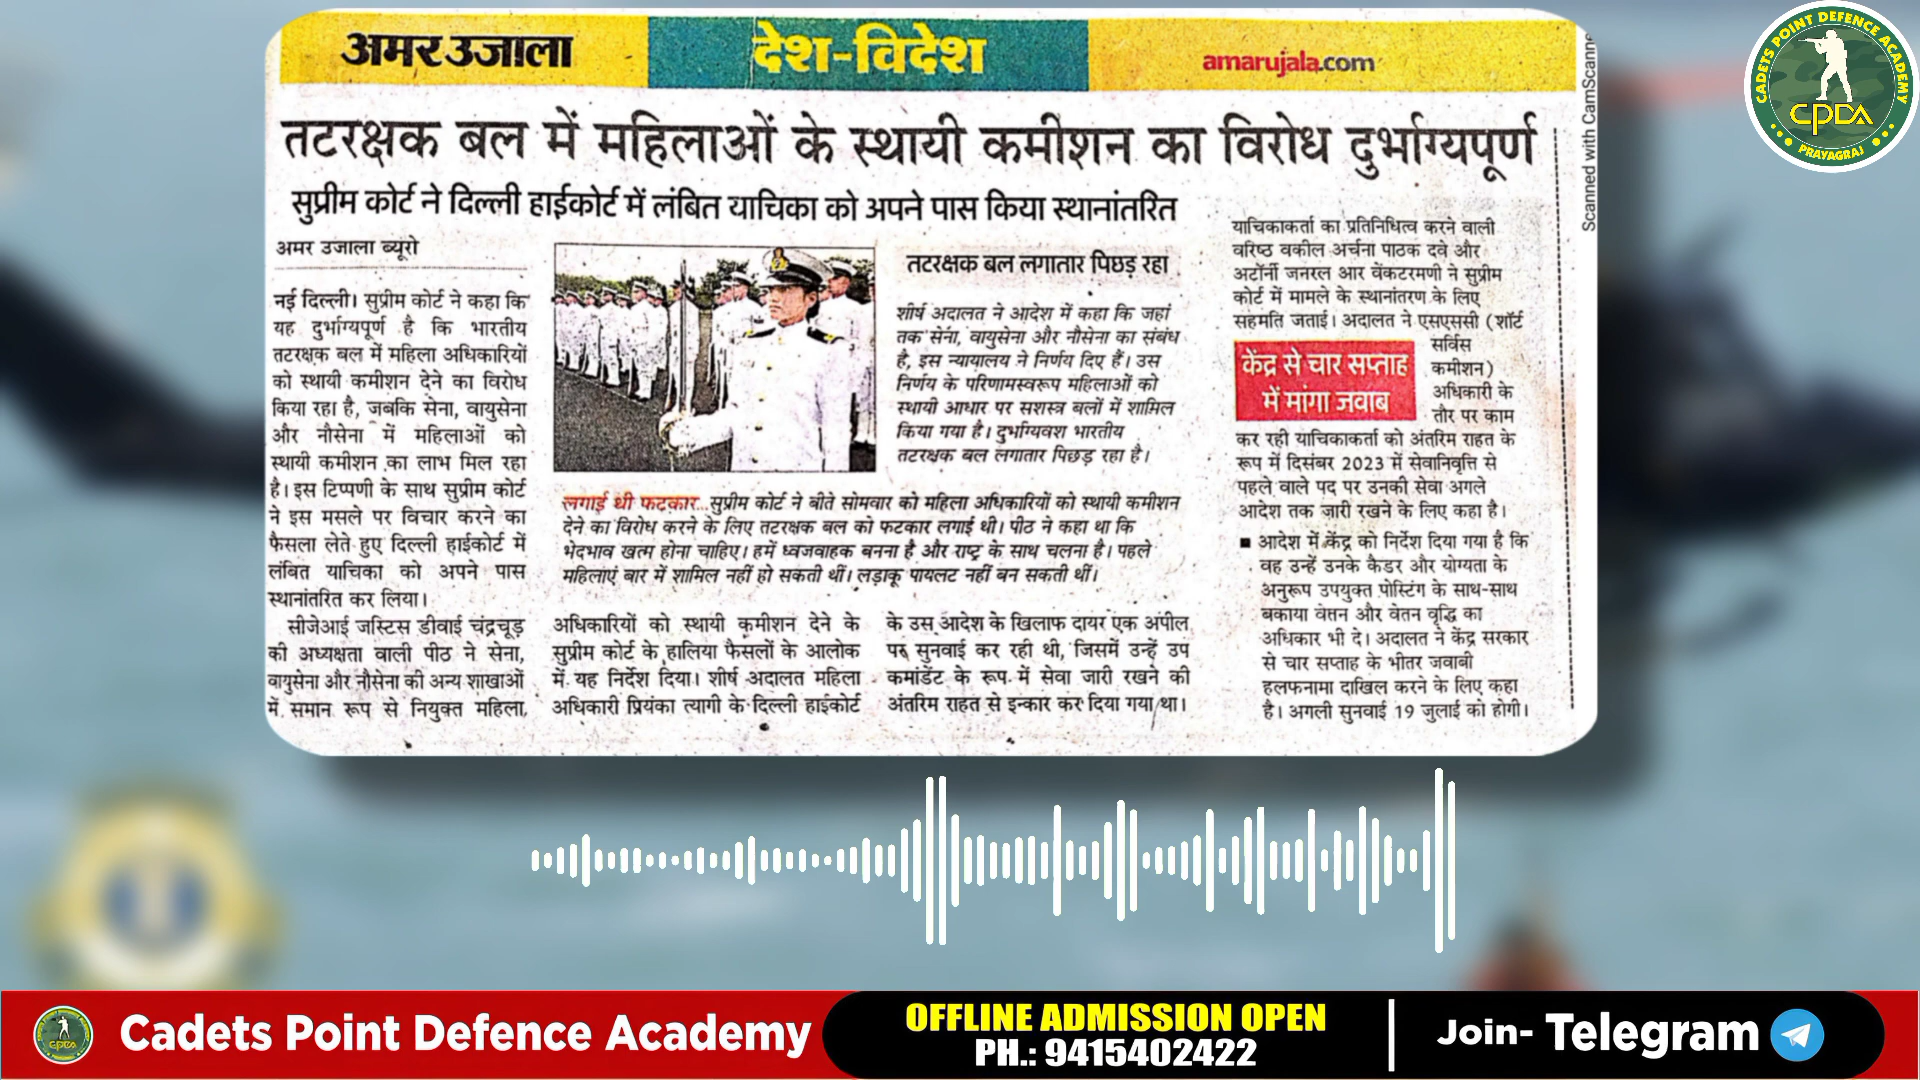 अमर उजाला
देश-विदेश
amarujala.com
Scanned with CamScanne
CADETS POINT DEFENCE ACADEMY
CPDA
PRAYAGRAJ
तटरक्षक बल में महिलाओं के स्थायी कमीशन का विरोध दुर्भाग्यपूर्ण
सुप्रीम कोर्ट ने दिल्ली हाईकोर्ट में लंबित याचिका को अपने पास किया स्थानांतरित
अमर उजाला ब्यूरो
नई दिल्ली। सुप्रीम कोर्ट ने कहा कि
यह दुर्भाग्यपूर्ण है कि भारतीय
तटरक्षक बल में महिला अधिकारियों
को स्थायी कमीशन देने का विरोध
किया रहा है, जबकि सेना, वायुसेना
और नौसेना में महिलाओं को
स्थायी कमीशन का लाभ मिल रहा
है। इस टिप्पणी के साथ सुप्रीम कोर्ट
ने इस मसले पर विचार करने का
फैसला लेते हुए दिल्ली हाईकोर्ट में
लंबित याचिका को अपने पास
स्थानांतरित कर लिया।
सीजेआई जस्टिस डीवाई चंद्रचूड़
की अध्यक्षता वाली पीठ ने सेना,
वायुसेना और नौसेना की अन्य शाखाओं
में समान रूप से नियुक्त महिला,
तटरक्षक बल लगातार पिछड़ रहा
शीर्ष अदालत ने आदेश में कहा कि जहां
तक सेना, वायुसेना और नौसेना का संबंध
है, इस न्यायालय ने निर्णय दिए हैं। उस
निर्णय के परिणामस्वरूप महिलाओं को
स्थायी आधार पर सशस्त्र बलों में शामिल
किया गया है। दुर्भाग्यवश भारतीय
तटरक्षक बल लगातार पिछड़ रहा है।
लगाई थी फटकार...सुप्रीम कोर्ट ने बीते सोमवार को महिला अधिकारियों को स्थायी कमीशन
देने का विरोध करने के लिए तटरक्षक बल को फटकार लगाई थी। पीठ ने कहा था कि
भेदभाव खत्म होना चाहिए। हमें ध्वजवाहक बनना है और राष्ट्र के साथ चलना है। पहले
महिलाएं बार में शामिल नहीं हो सकती थीं। लड़ाकू पायलट नहीं बन सकती थीं।
अधिकारियों को स्थायी कमीशन देने के
सुप्रीम कोर्ट के हालिया फैसलों के आलोक
में यह निर्देश दिया। शीर्ष अदालत महिला
अधिकारी प्रियंका त्यागी के दिल्ली हाईकोर्ट
के उस आदेश के खिलाफ दायर एक अपील
पर सुनवाई कर रही थी, जिसमें उन्हें उप
कमांडेंट के रूप में सेवा जारी रखने की
अंतरिम राहत से इन्कार कर दिया गया था।
याचिकाकर्ता का प्रतिनिधित्व करने वाली
वरिष्ठ वकील अर्चना पाठक दवे और
अटॉर्नी जनरल आर वेंकटरमणी ने सुप्रीम
कोर्ट में मामले के स्थानांतरण के लिए
सहमति जताई। अदालत ने एसएससी (शॉर्ट
सर्विस
कमीशन)
अधिकारी के
तौर पर काम
केंद्र से चार सप्ताह
में मांगा जवाब
कर रही याचिकाकर्ता को अंतरिम राहत के
रूप में दिसंबर 2023 में सेवानिवृत्ति से
पहले वाले पद पर उनकी सेवा अगले
आदेश तक जारी रखने के लिए कहा है।
■ आदेश में केंद्र को निर्देश दिया गया है कि
वह उन्हें उनके कैडर और योग्यता के
अनुरूप उपयुक्त पोस्टिंग के साथ-साथ
बकाया वेतन और वेतन वृद्धि का
अधिकार भी दे। अदालत ने केंद्र सरकार
से चार सप्ताह के भीतर जवाबी
हलफनामा दाखिल करने के लिए कहा
है। अगली सुनवाई 19 जुलाई को होगी।
Cadets Point Defence Academy
OFFLINE ADMISSION OPEN
PH.: 9415402422
Join- Telegram